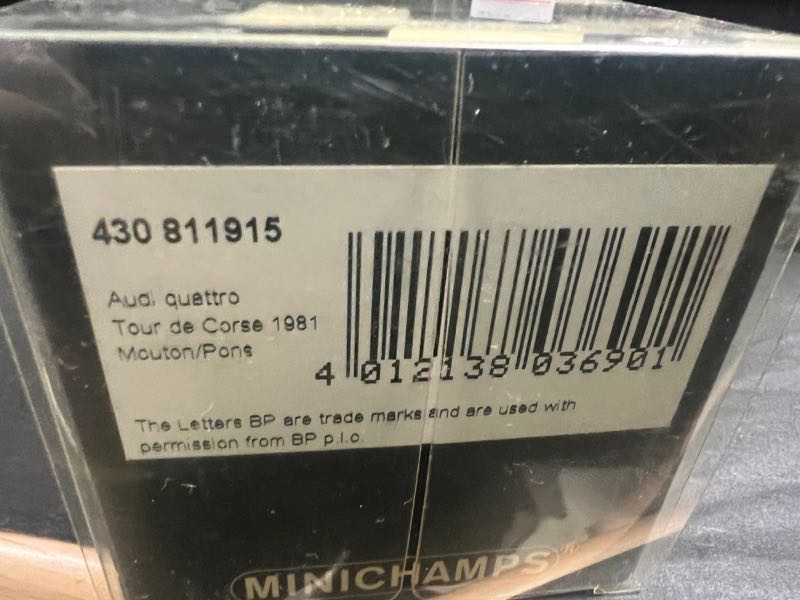 430 811915
Audi quattro
Tour de Corse 1981
Mouton/Pons
4 012138 036901
The Letters BP are trade marks and are used with
permission from BP p.l.c.
MINICHAMPS®